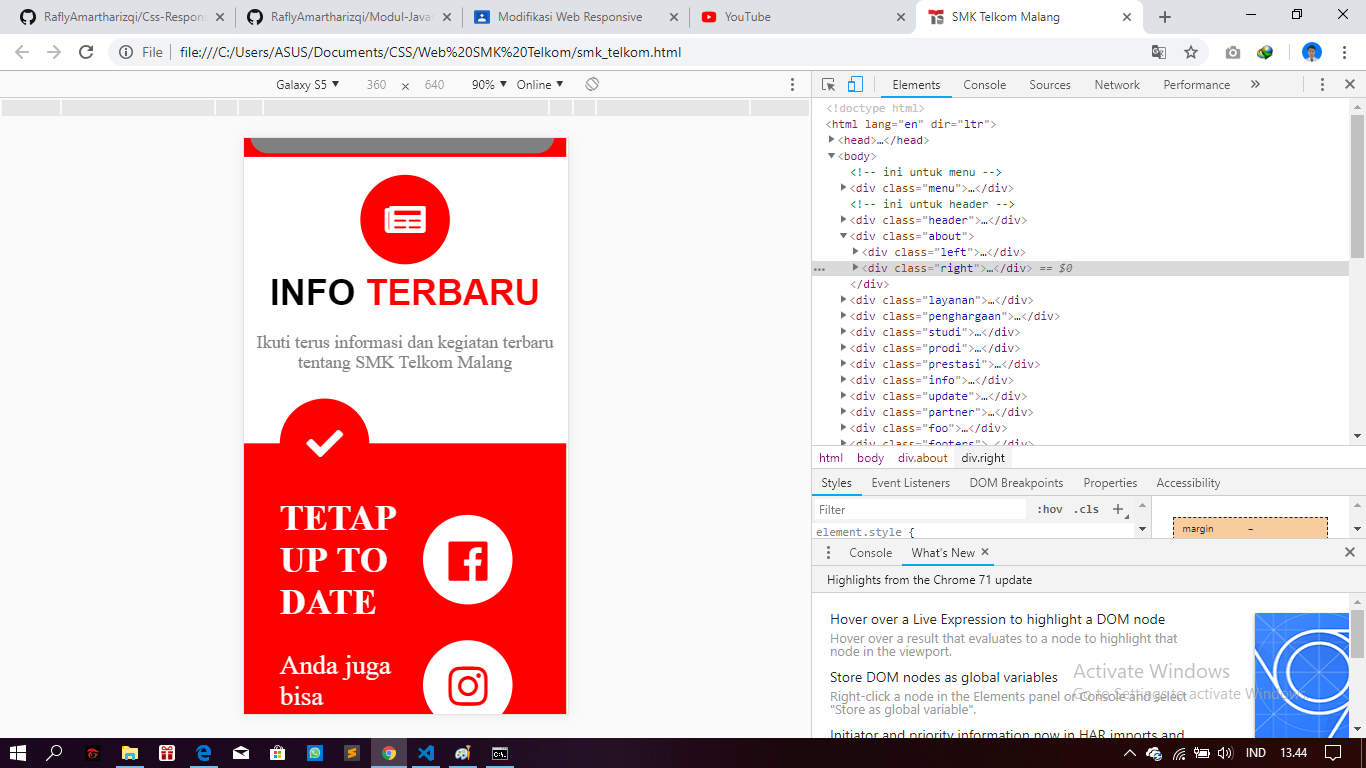 RaflyAmartharizqi/Css-Respons
RaflyAmartharizqi/Modul-Javas
Modifikasi Web Responsive
YouTube
SMK Telkom Malang
File
file:///C:/Users/ASUS/Documents/CSS/Web%20SMK%20Telkom/smk_telkom.html
Galaxy S5 ▼ 360 × 640 90% ▼ Online ▼
Elements Console Sources Network Performance »
INFO TERBARU
Ikuti terus informasi dan kegiatan terbaru
tentang SMK Telkom Malang
TETAP
UP TO
DATE
Anda juga
bisa
<!doctype html>
<html lang="en" dir="ltr">
<head>…</head>
<body>
<!-- ini untuk menu -->
<div class="menu">…</div>
<!-- ini untuk header -->
<div class="header">…</div>
<div class="about">
<div class="left">…</div>
<div class="right">…</div> == $0
</div>
<div class="layanan">…</div>
<div class="penghargaan">…</div>
<div class="studi">…</div>
<div class="prodi">…</div>
<div class="prestasi">…</div>
<div class="info">…</div>
<div class="update">…</div>
<div class="partner">…</div>
<div class="foo">…</div>
<div class="footers">…</div>
html body div.about div.right
Styles Event Listeners DOM Breakpoints Properties Accessibility
Filter :hov .cls +
element.style {
margin –
Console What's New ×
Highlights from the Chrome 71 update
Hover over a Live Expression to highlight a DOM node
Hover over a result that evaluates to a node to highlight that
node in the viewport.
Store DOM nodes as global variables
Right-click a node in the Elements panel or Console and select
"Store as global variable".
Initiator and priority information now in HAR imports and
Activate Windows
Go to Settings to activate Windows.
IND 13.44